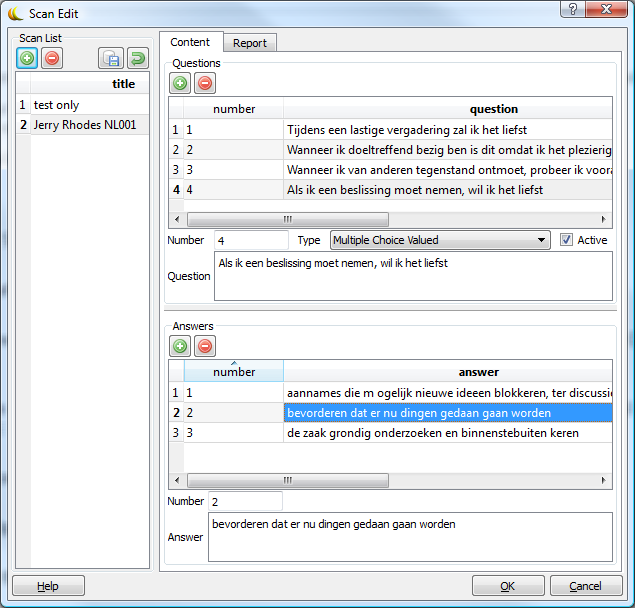 Scan Edit
Scan List
title
1 test only
2 Jerry Rhodes NL001
Content Report
Questions
number question
1 1 Tijdens een lastige vergadering zal ik het liefst
2 2 Wanneer ik doeltreffend bezig ben is dit omdat ik het plezierig
3 3 Wanneer ik van anderen tegenstand ontmoet, probeer ik voora
4 4 Als ik een beslissing moet nemen, wil ik het liefst
Number 4 Type Multiple Choice Valued Active
Question Als ik een beslissing moet nemen, wil ik het liefst
Answers
number answer
1 1 aannames die m ogelijk nieuwe ideeen blokkeren, ter discussi
2 2 bevorderen dat er nu dingen gedaan gaan worden
3 3 de zaak grondig onderzoeken en binnenstebuiten keren
Number 2
Answer bevorderen dat er nu dingen gedaan gaan worden
Help OK Cancel